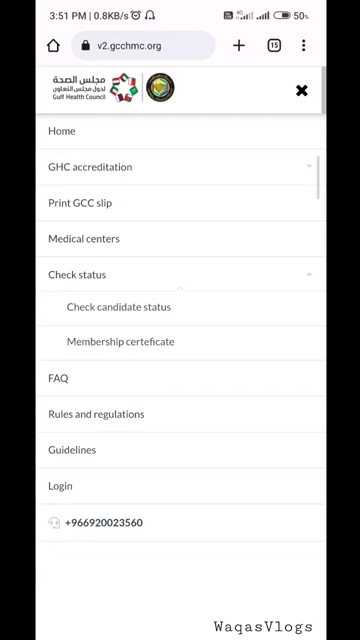 3:51 PM | 0.8KB/s
4G
50%
v2.gcchmc.org
15
مجلس الصحة
لدول مجلس التعاون
Gulf Health Council
Home
GHC accreditation
Print GCC slip
Medical centers
Check status
Check candidate status
Membership certeficate
FAQ
Rules and regulations
Guidelines
Login
+966920023560
WaqasVlogs